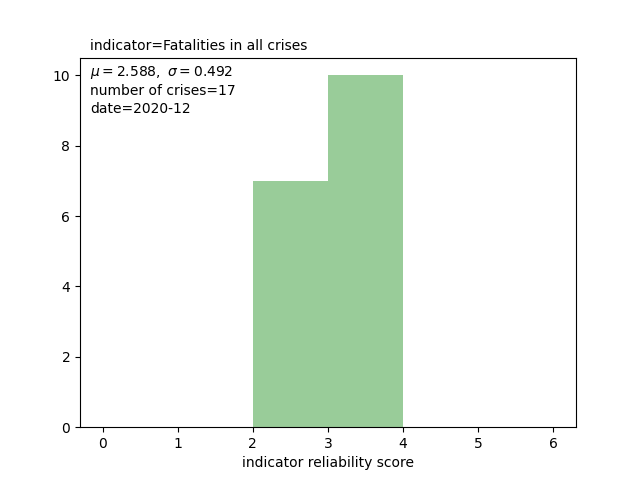 indicator=Fatalities in all crises
μ = 2.588, σ = 0.492
number of crises=17
date=2020-12
10
8
6
4
2
0
0 1 2 3 4 5 6
indicator reliability score